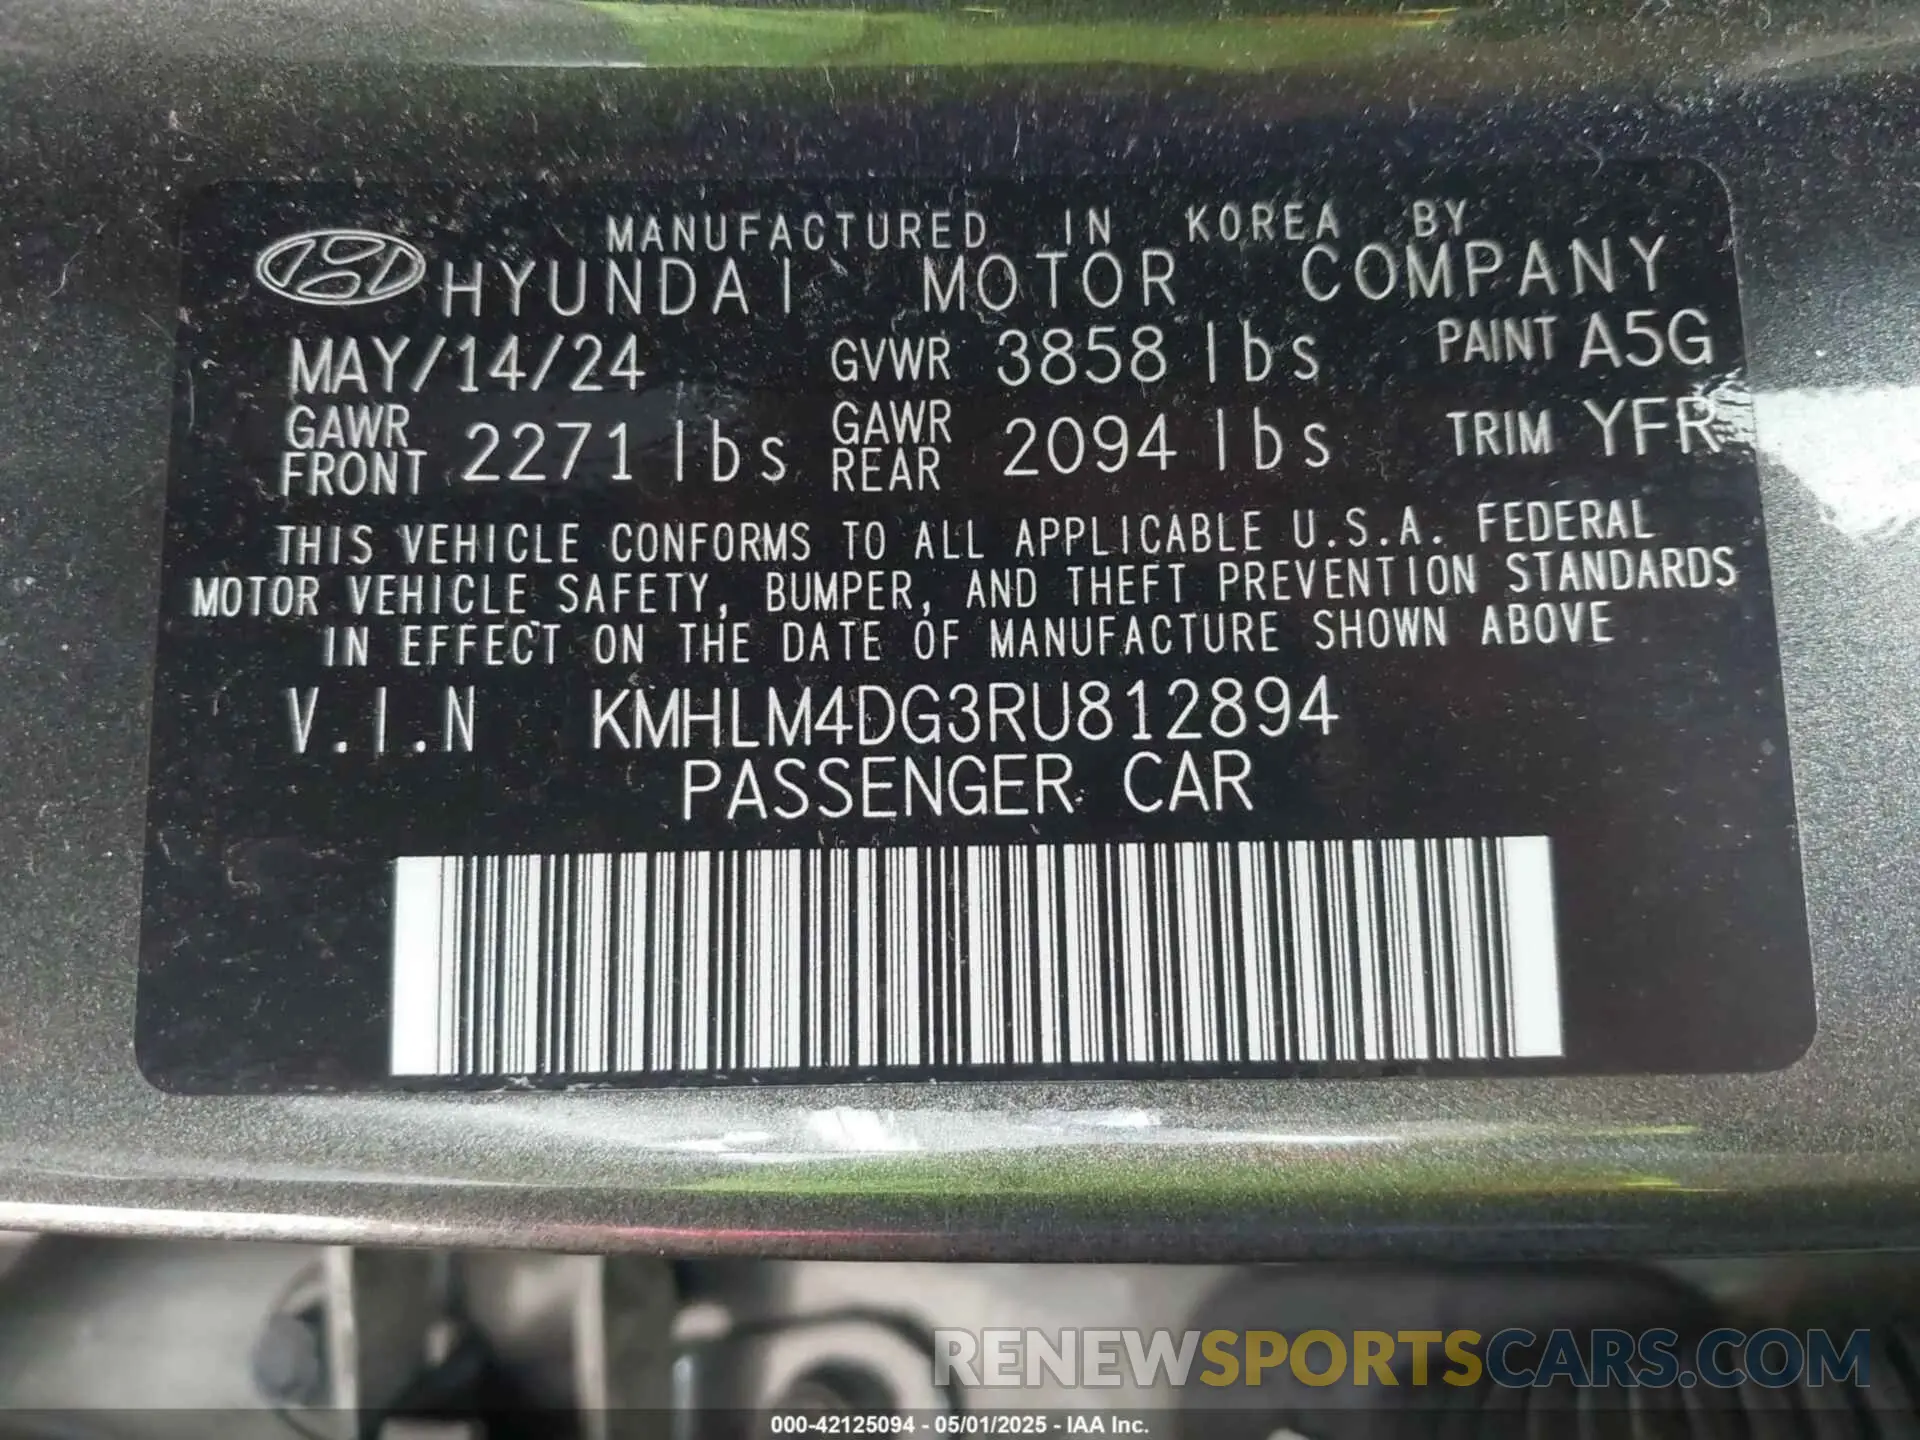 MANUFACTURED IN KOREA BY
HYUNDAI MOTOR COMPANY
MAY/14/24 GVWR 3858 lbs PAINT A5G
GAWR FRONT 2271 lbs GAWR REAR 2094 lbs TRIM YFR
THIS VEHICLE CONFORMS TO ALL APPLICABLE U.S.A. FEDERAL
MOTOR VEHICLE SAFETY, BUMPER, AND THEFT PREVENTION STANDARDS
IN EFFECT ON THE DATE OF MANUFACTURE SHOWN ABOVE
V.I.N KMHLM4DG3RU812894
PASSENGER CAR
RENEWSPORTSCARS.COM
000-42125094 - 05/01/2025 - IAA Inc.